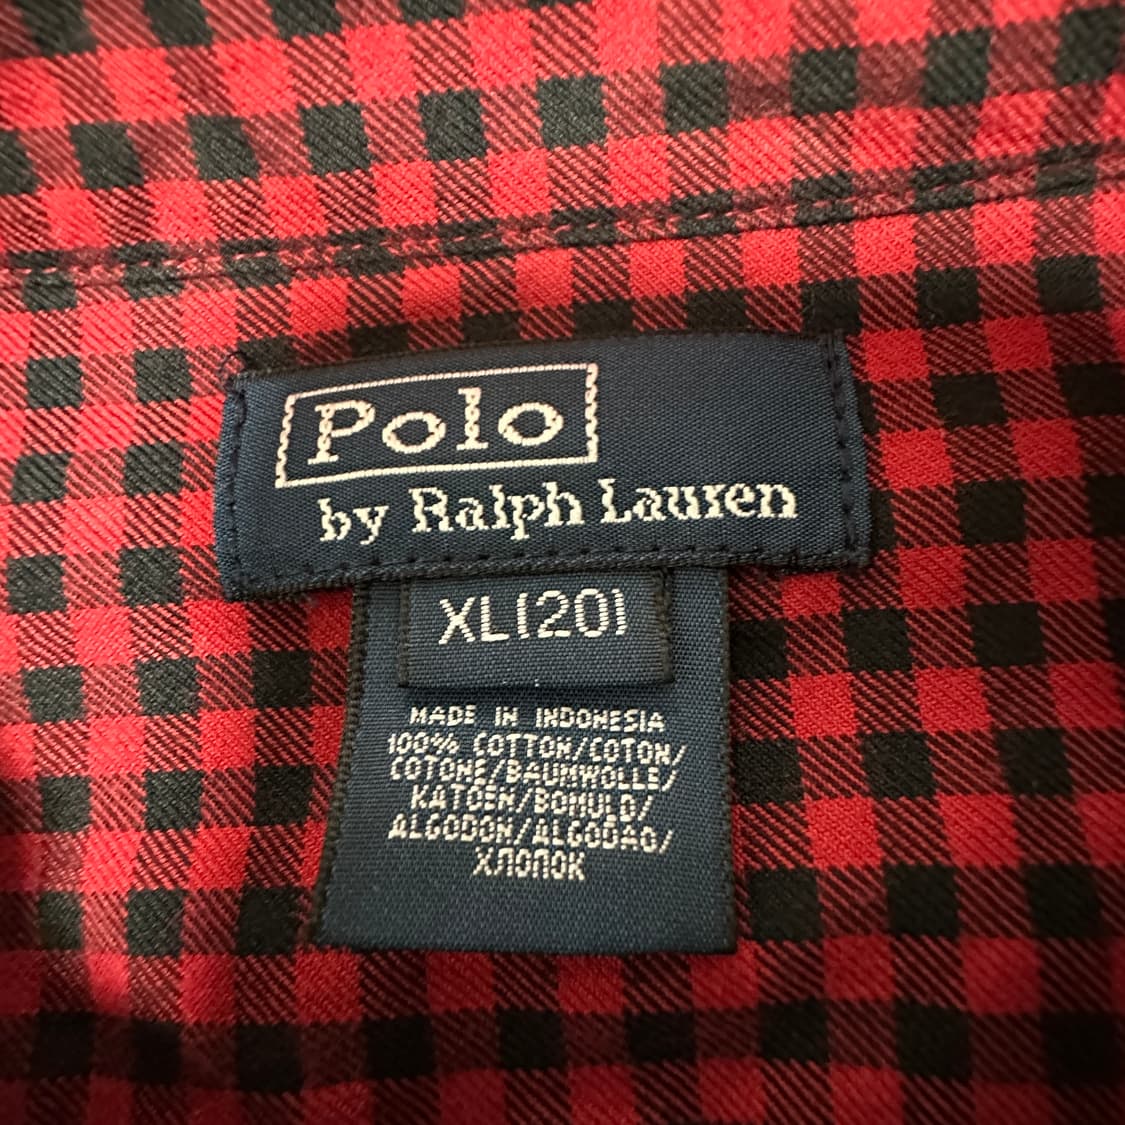 Polo
by Ralph Lauren
XL(20)
MADE IN INDONESIA
100% COTTON/COTON/
COTONE/BAUMWOLLE/
KATOEN/BOMULD/
ALGODON/ALGODAO/
ХЛОПОК